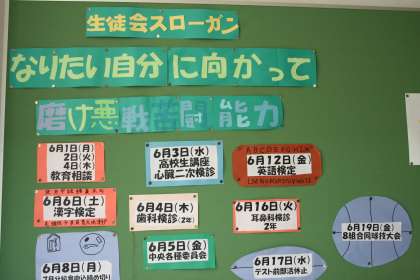 生徒会スローガン
なりたい自分に向かって
磨け悪戦苦闘能力
6月1日(月)
2日(火)
4日(木)
教育相談
6月3日(水)
高校生講座
心臓二次検診
ABCDEFGHIJK
6月12日(金)
英語検定
6月6日(土)
漢字検定
6月4日(木)
歯科検診(2年)
6月16日(火)
耳鼻科検診
2年
6月5日(金)
中央各種委員会
6月19日(金)
8組合同球技大会
6月8日(月)
6月17日(水)
テスト前部活休止